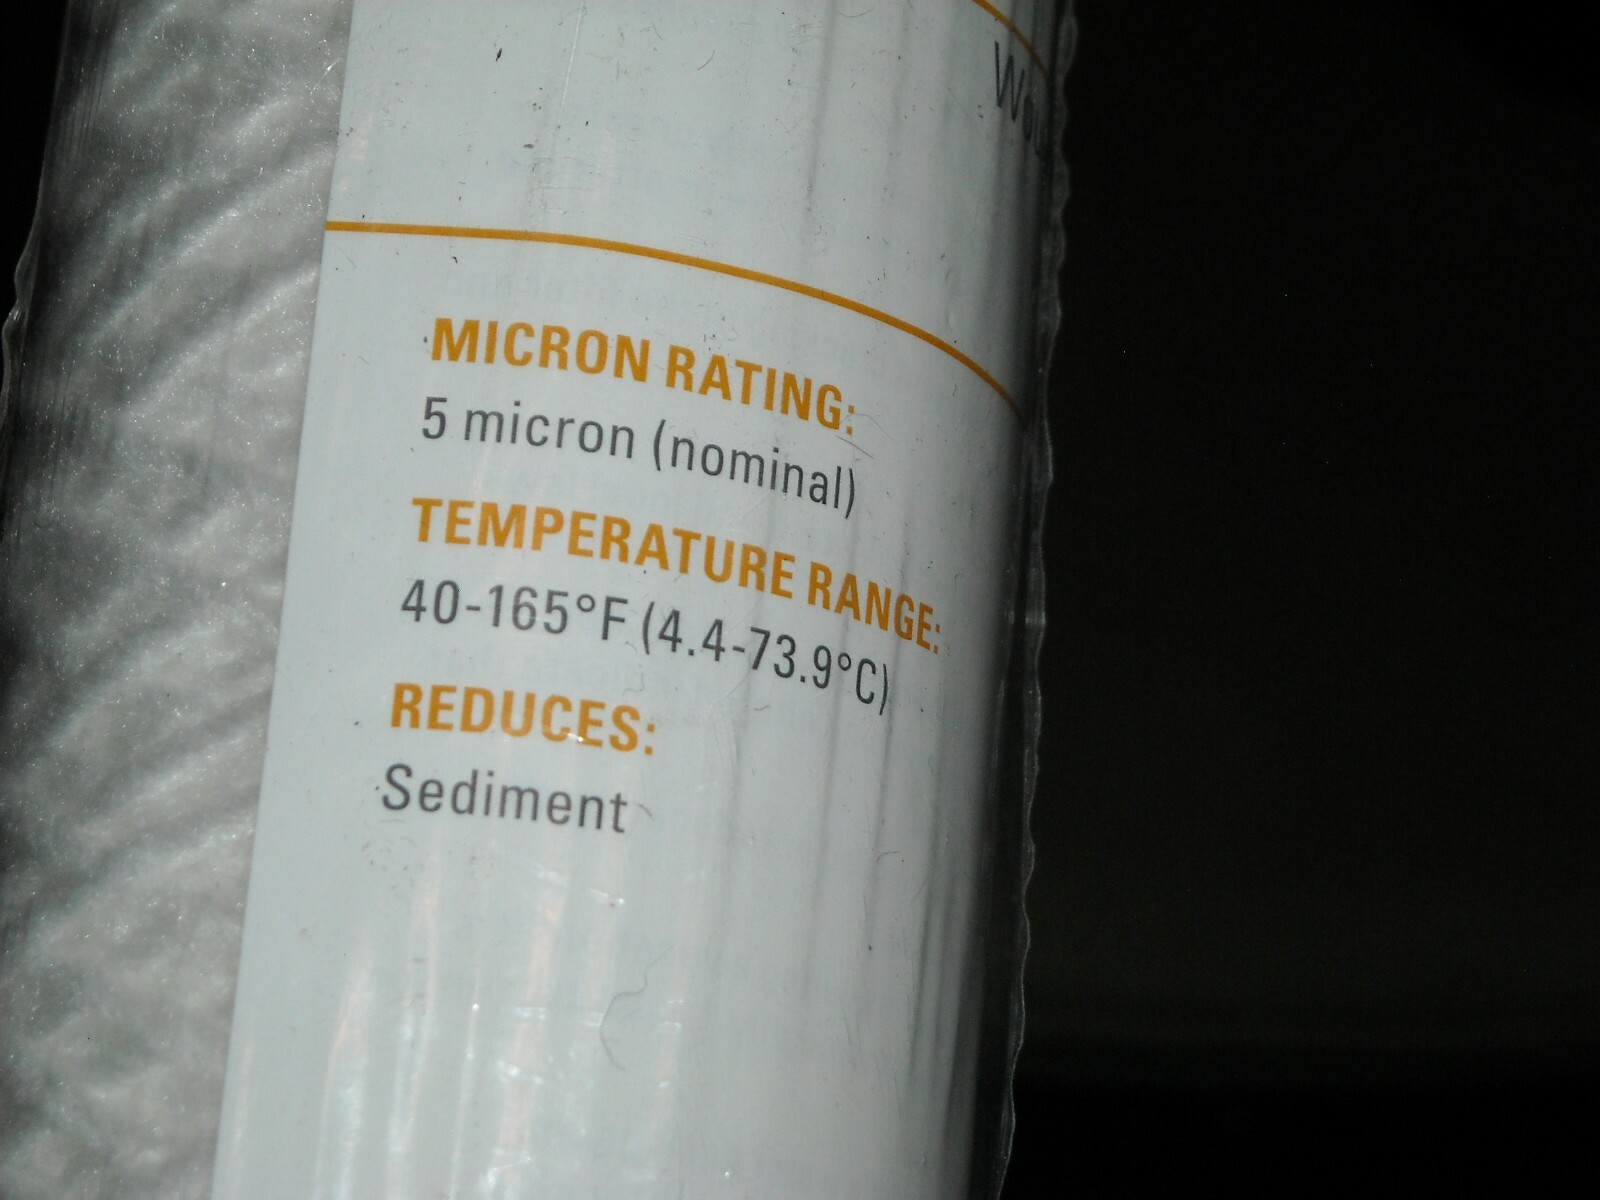 MICRON RATING:
5 micron (nominal)
TEMPERATURE RANGE:
40-165°F (4.4-73.9°C)
REDUCES:
Sediment